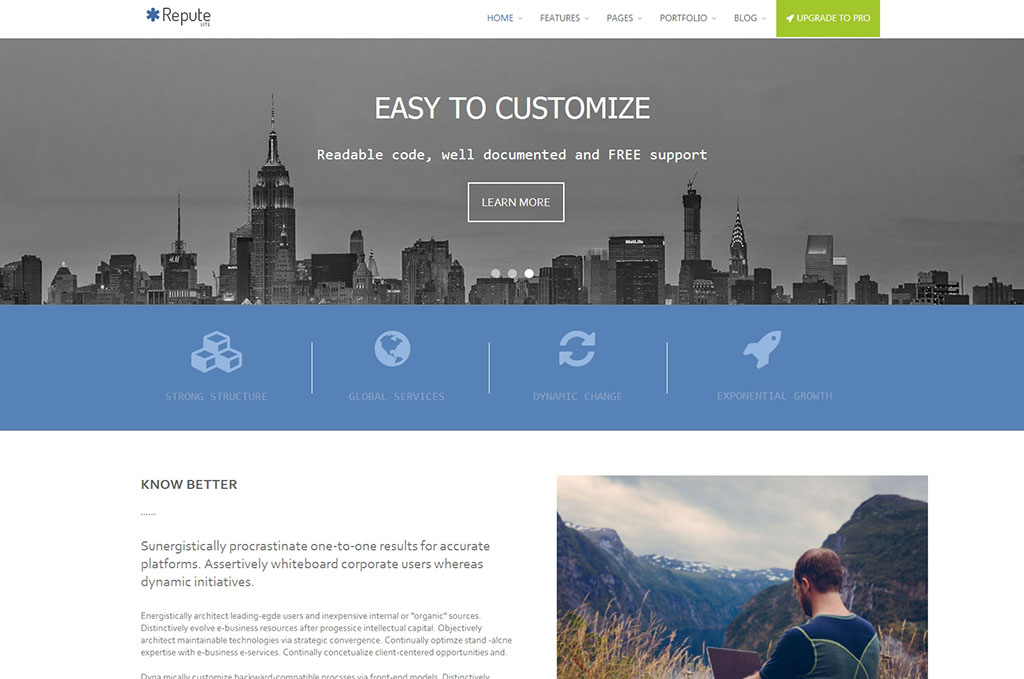 Repute
LITE
HOME FEATURES PAGES PORTFOLIO BLOG UPGRADE TO PRO
EASY TO CUSTOMIZE
Readable code, well documented and FREE support
LEARN MORE
H&M
MetLife
STRONG STRUCTURE GLOBAL SERVICES DYNAMIC CHANGE EXPONENTIAL GROWTH
KNOW BETTER
......
Sunergistically procrastinate one-to-one results for accurate
platforms. Assertively whiteboard corporate users whereas
dynamic initiatives.
Energistically architect leading-egde users and inexpensive internal or "organic" sources.
Distinctively evolve e-business resources after progessice intellectual capital. Objectively
architect maintainable technologies via strategic convergence. Continually optimze stand -alcne
expertise with e-business e-services. Continally concetualize client-centered opportunities and.
Dyna mically customize backward-compatible procsses via front-end models. Distinctively